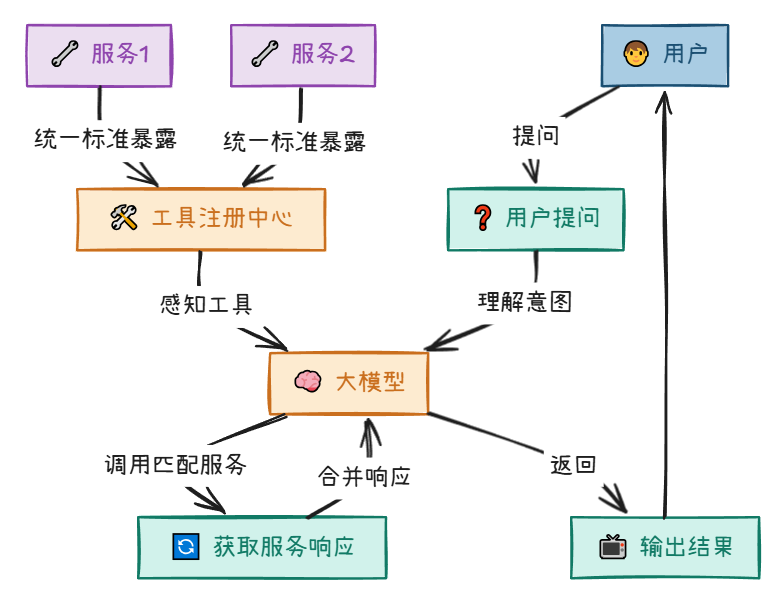 服务1
服务2
用户
统一标准暴露
统一标准暴露
提问
工具注册中心
用户提问
感知工具
理解意图
大模型
调用匹配服务
合并响应
返回
获取服务响应
输出结果